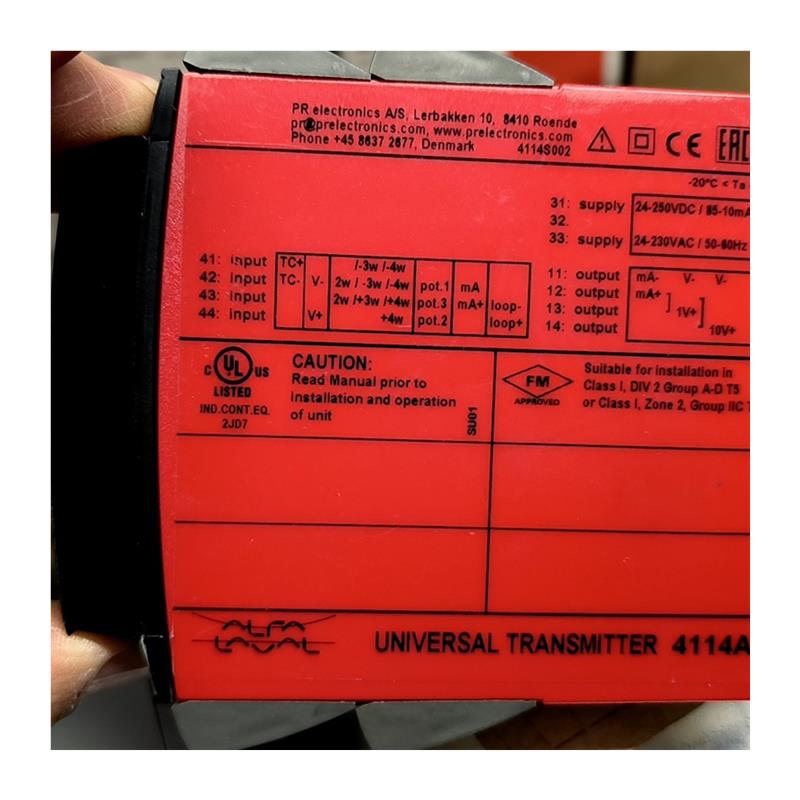 PR electronics A/S, Lerbakken 10, 8410 Roende
pr@prelectronics.com, www.prelectronics.com
Phone +45 8637 2677, Denmark 4114S002
CE EAC
-20°C < Ta
31: supply 24-250VDC / 85-10mA
32.
33: supply 24-230VAC / 50-60Hz
41: input TC+ /-3w /-4w
42: input TC- V- 2w / -3w /-4w pot.1 mA
43: input 2w /+3w /+4w pot.3 mA+ loop-
44: input V+ +4w pot.2 loop+
11: output mA- V- V-
12: output mA+
13: output 1V+
14: output 10V+
C UL US
LISTED
IND.CONT.EQ.
2JD7
CAUTION:
Read Manual prior to
installation and operation
of unit
SU01
FM
APPROVED
Suitable for installation in
Class I, DIV 2 Group A-D T5
or Class I, Zone 2, Group IIC T
ALFA
LAVAL
UNIVERSAL TRANSMITTER 4114A